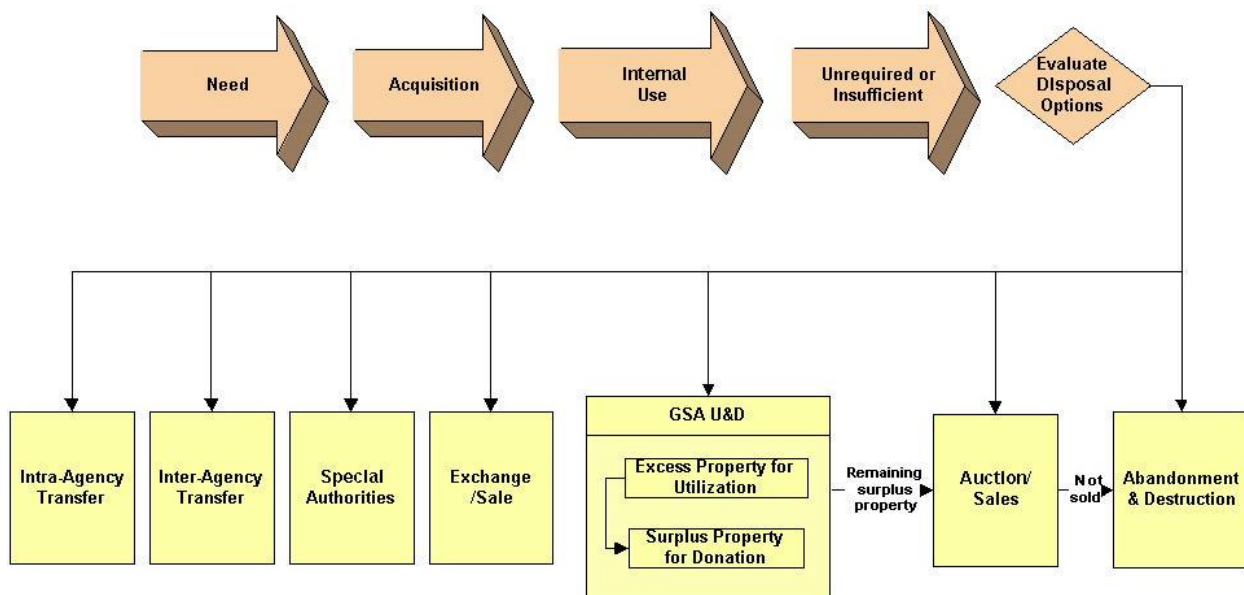 Need
Acquisition
Internal
Use
Unrequired or
Insufficient
Evaluate
DIsposal
Options
Intra-Agency
Transfer
Inter-Agency
Transfer
Special
Authorities
Exchange
/Sale
GSA U&D
Excess Property for
Utilization
Surplus Property
for Donation
Remaining
surplus
property
Auction/
Sales
Not
sold
Abandonment
& Destruction